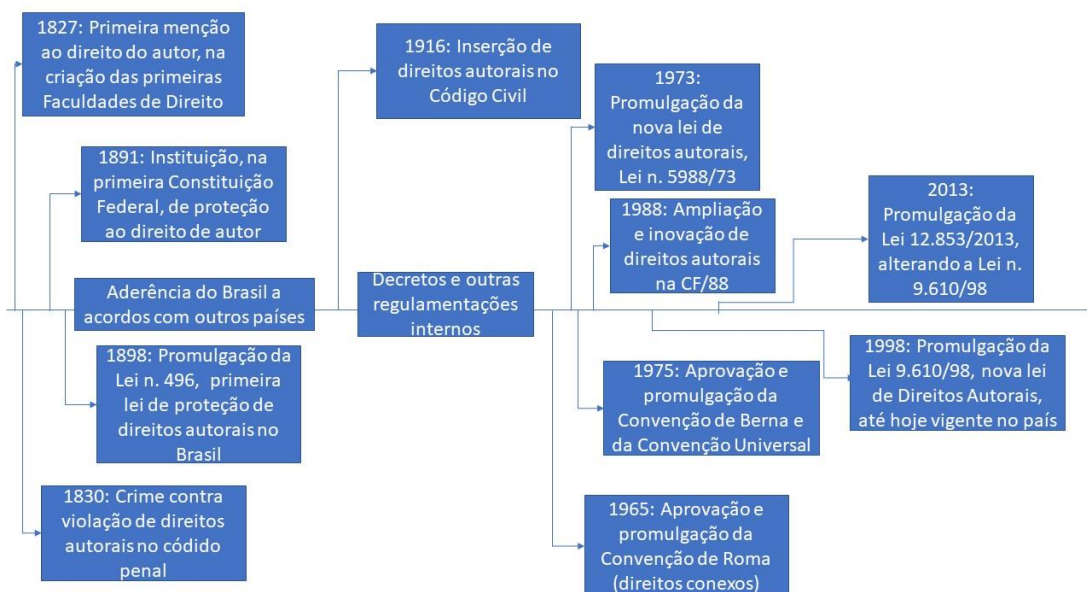 1827: Primeira menção
ao direito do autor, na
criação das primeiras
Faculdades de Direito
1916: Inserção de
direitos autorais no
Código Civil
1973:
Promulgação da
nova lei de
direitos autorais,
Lei n. 5988/73
1891: Instituição, na
primeira Constituição
Federal, de proteção
ao direito de autor
1988: Ampliação
e inovação de
direitos autorais
na CF/88
2013:
Promulgação da
Lei 12.853/2013,
alterando a Lei n.
9.610/98
Aderência do Brasil a
acordos com outros países
Decretos e outras
regulamentações
internos
1898: Promulgação da
Lei n. 496, primeira
lei de proteção de
direitos autorais no
Brasil
1975: Aprovação e
promulgação da
Convenção de Berna e
da Convenção Universal
1998: Promulgação da
Lei 9.610/98, nova lei
de Direitos Autorais,
até hoje vigente no país
1830: Crime contra
violação de direitos
autorais no códido
penal
1965: Aprovação e
promulgação da
Convenção de Roma
(direitos conexos)